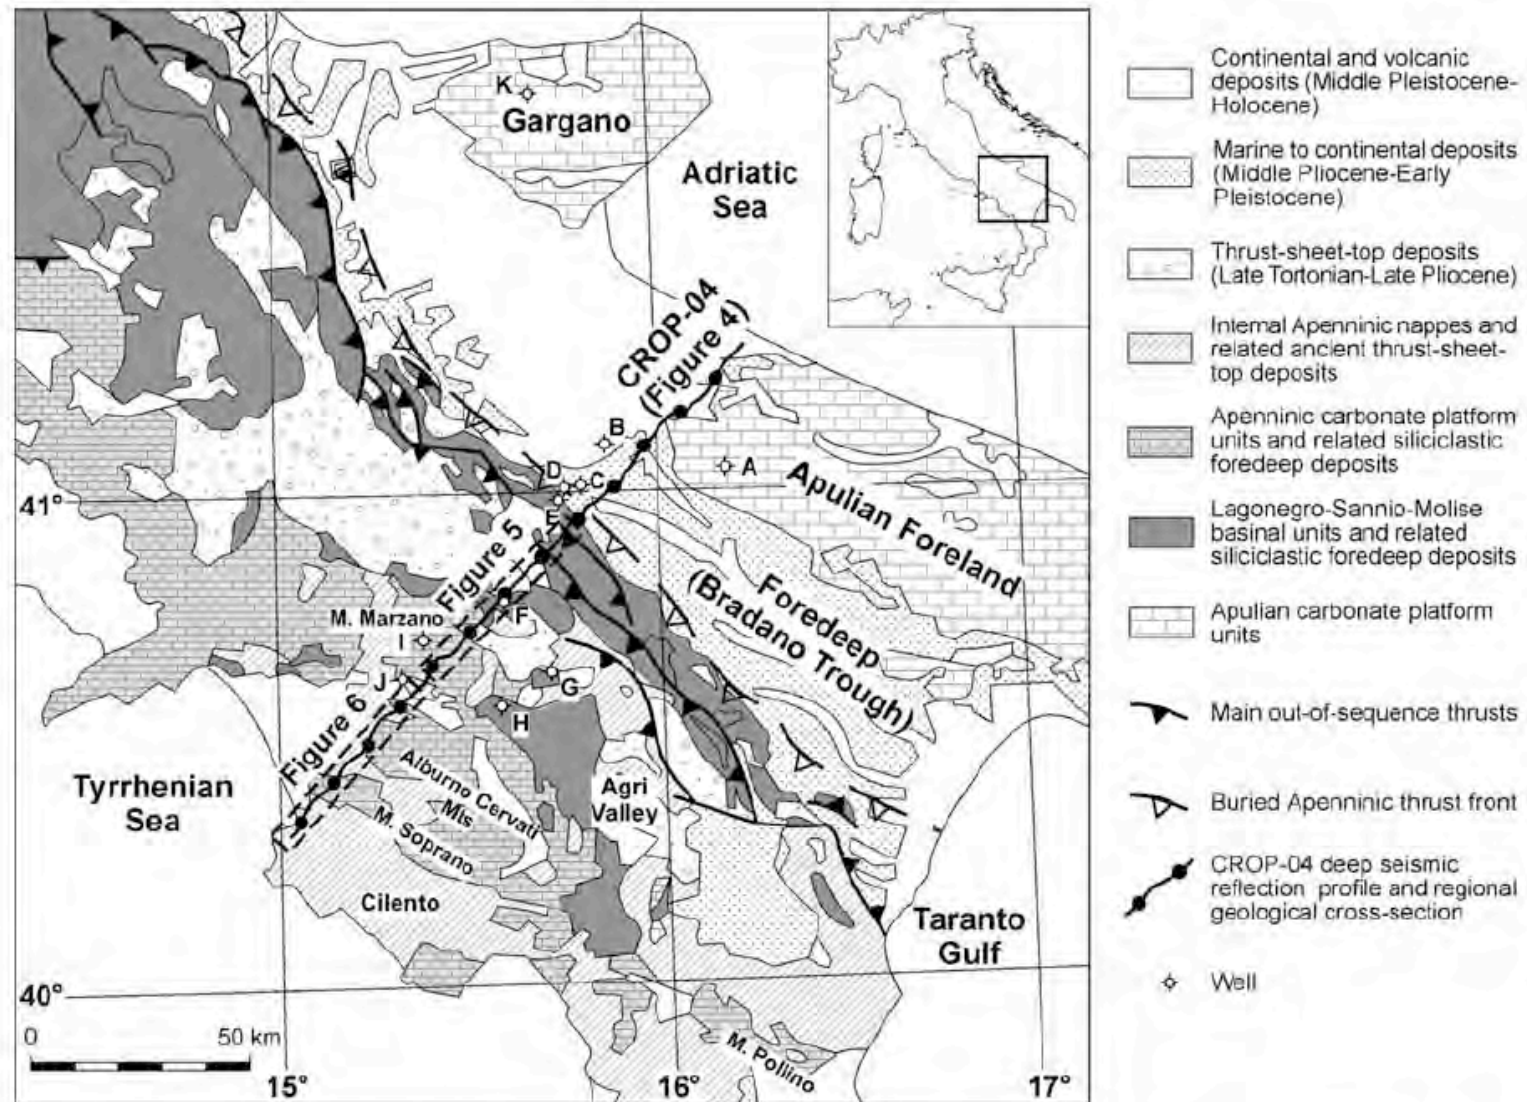 K
Gargano
Adriatic
Sea
CROP-04
(Figure 4)
B
A
D
C
E
41°
Apulian Foreland
Figure 5
Foredeep
(Bradano Trough)
M. Marzano
I
F
J
G
H
Figure 6
Tyrrhenian
Sea
Alburno Cervati
Mts
M. Soprano
Agri
Valley
Cilento
Taranto
Gulf
40°
0 50 km
M. Pollino
15° 16° 17°
Continental and volcanic
deposits (Middle Pleistocene-
Holocene)
Marine to continental deposits
(Middle Pliocene-Early
Pleistocene)
Thrust-sheet-top deposits
(Late Tortonian-Late Pliocene)
Internal Apenninic nappes and
related ancient thrust-sheet-
top deposits
Apenninic carbonate platform
units and related siliciclastic
foredeep deposits
Lagonegro-Sannio-Molise
basinal units and related
siliciclastic foredeep deposits
Apulian carbonate platform
units
Main out-of-sequence thrusts
Buried Apenninic thrust front
CROP-04 deep seismic
reflection profile and regional
geological cross-section
Well